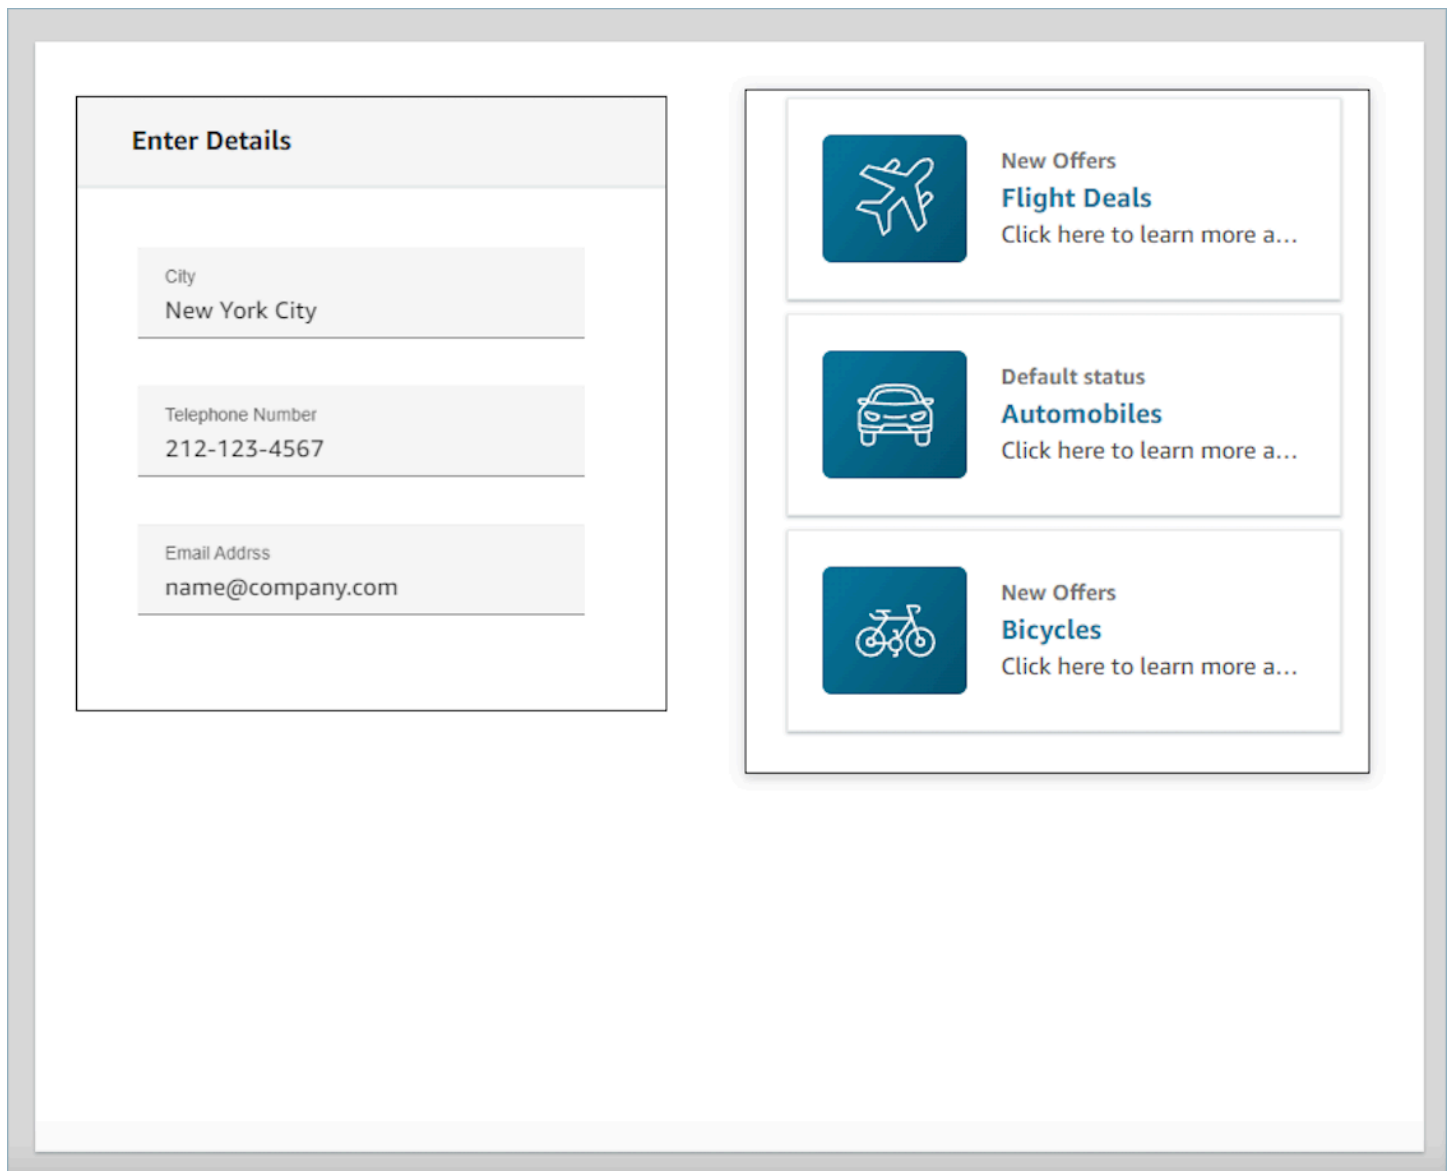 Enter Details
City
New York City
Telephone Number
212-123-4567
Email Addrss
name@company.com
New Offers
Flight Deals
Click here to learn more a...
Default status
Automobiles
Click here to learn more a...
New Offers
Bicycles
Click here to learn more a...